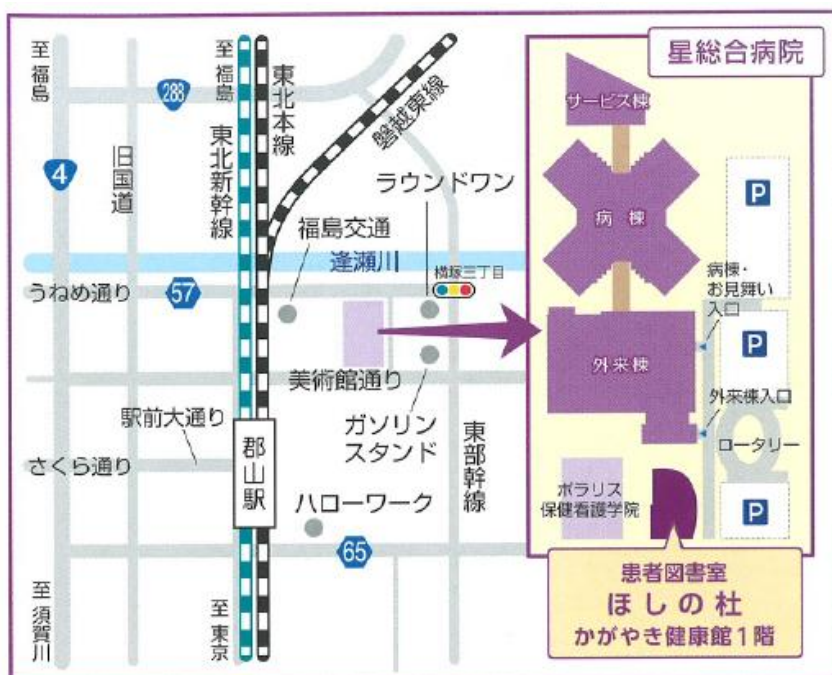 星総合病院
至福島
288
至福島
東北本線
磐越東線
4
旧国道
東北新幹線
ラウンドワン
福島交通
逢瀬川
横塚三丁目
うねめ通り
57
美術館通り
駅前大通り
ガソリン
スタンド
さくら通り
郡山駅
東部幹線
ハローワーク
65
至須賀川
至東京
サービス棟
病棟
P
病棟・
お見舞い
入口
外来棟
P
外来棟入口
ロータリー
ポラリス
保健看護学院
P
患者図書室
ほしの杜
かがやき健康館1階